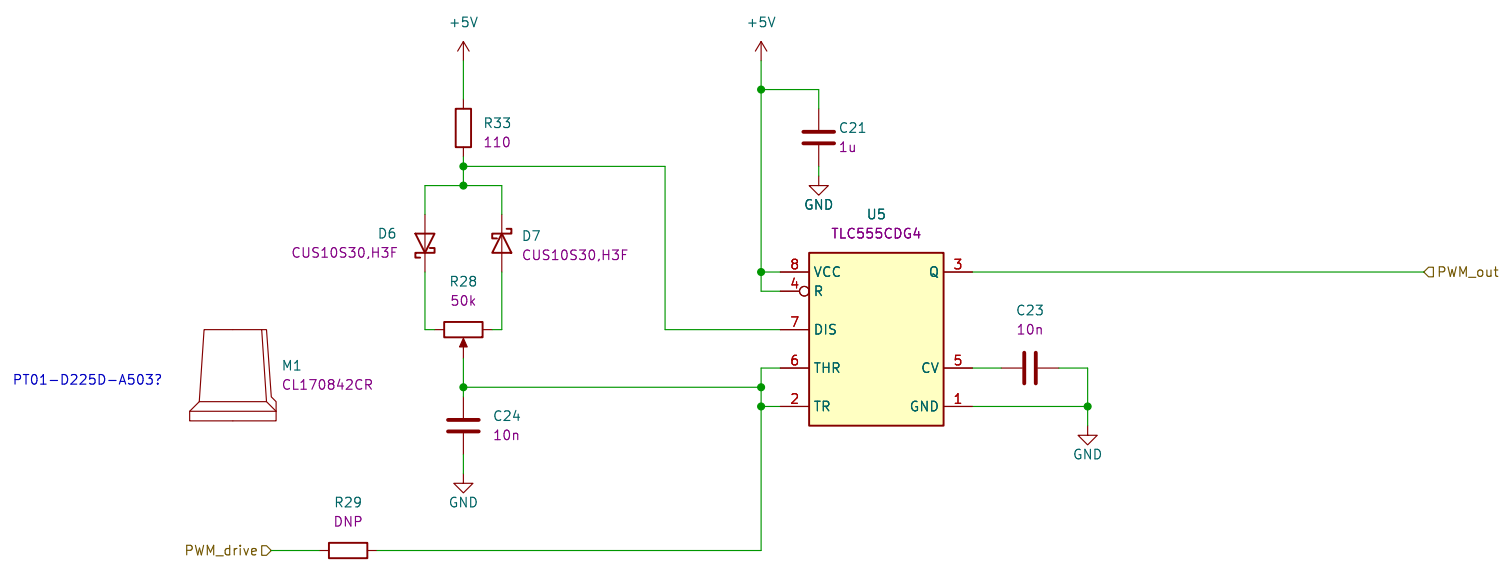 +5V
+5V
R33
110
C21
1u
GND
U5
TLC555CDG4
D6
CUS10S30,H3F
D7
CUS10S30,H3F
8 VCC
Q 3
PWM_out
4 R
R28
50k
C23
10n
7 DIS
M1
CL170842CR
PT01-D225D-A503?
6 THR
CV 5
C24
10n
2 TR
GND 1
GND
GND
R29
DNP
PWM_drive